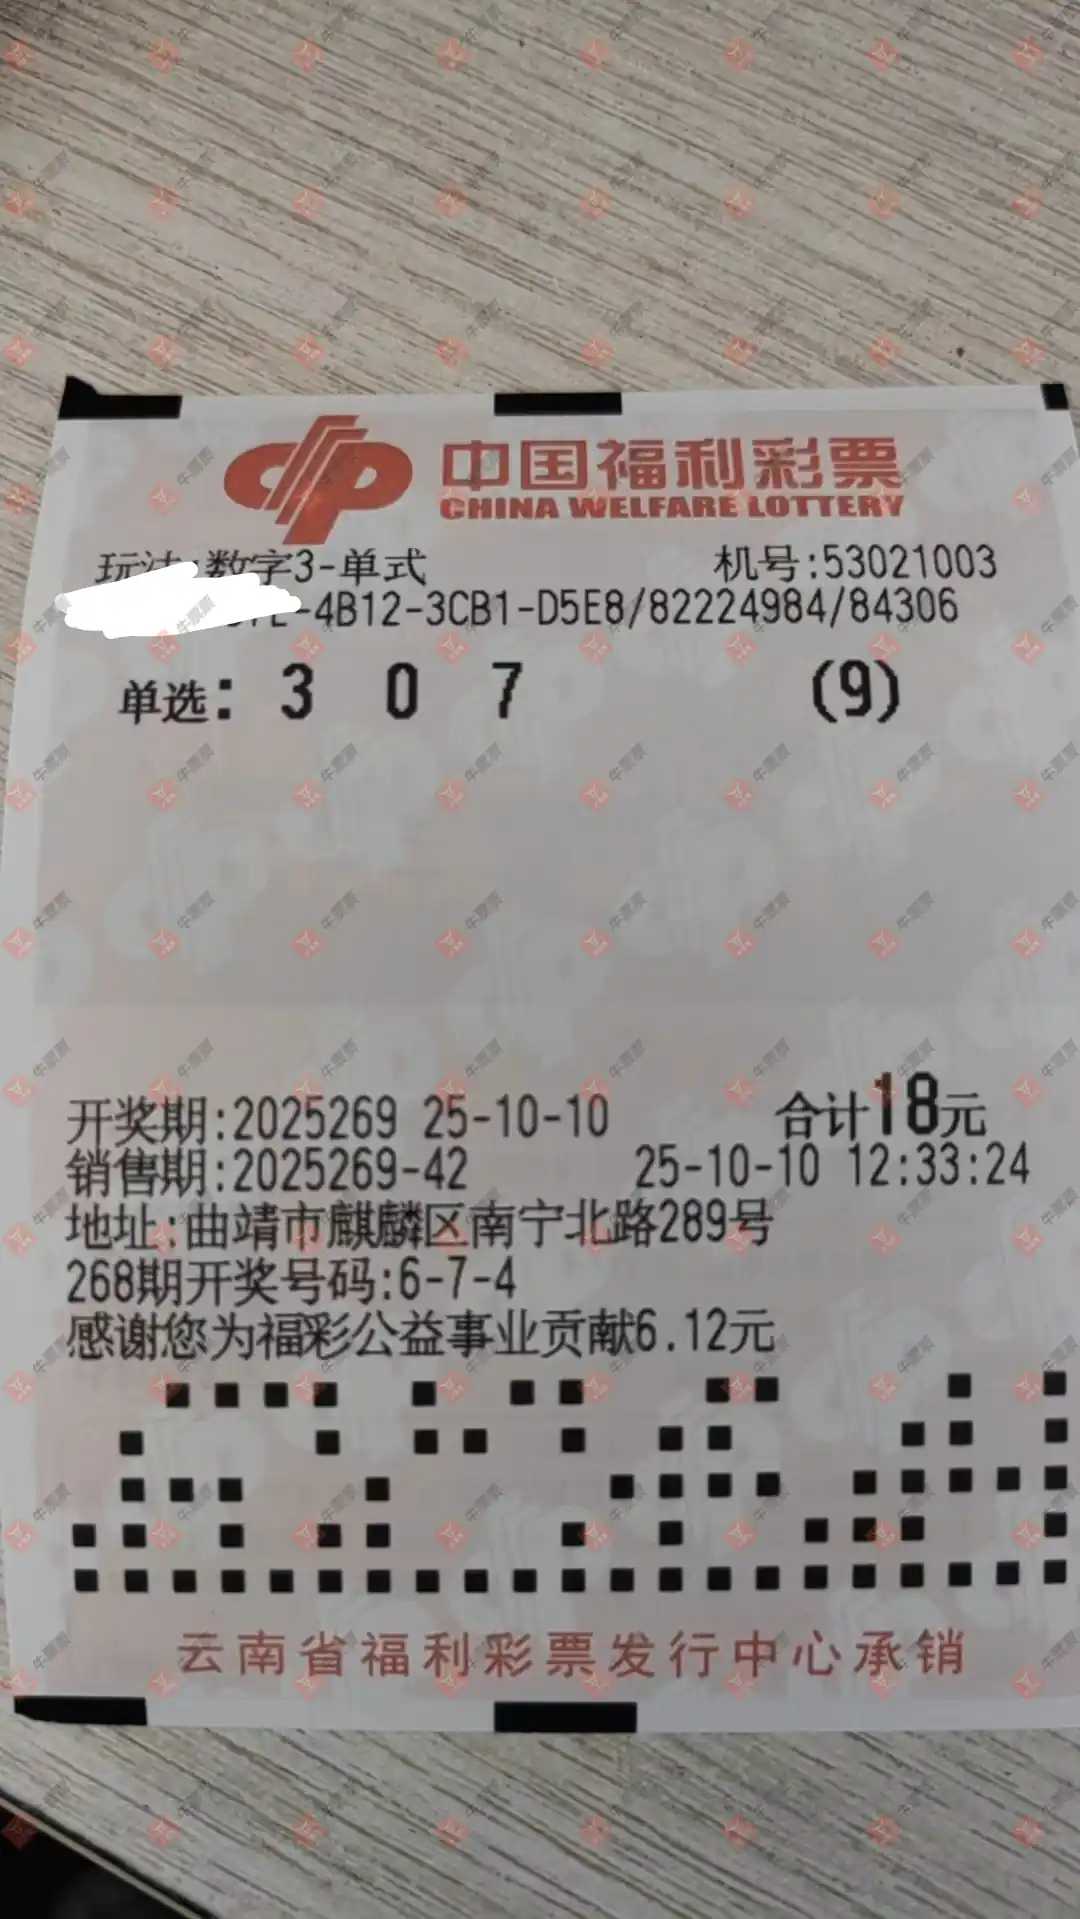 中国福利彩票
CHINA WELFARE LOTTERY
玩法:数字3-单式 机号:53021003
-4B12-3CB1-D5E8/82224984/84306
单选: 3 0 7 (9)
开奖期:2025269 25-10-10 合计18元
销售期:2025269-42 25-10-10 12:33:24
地址:曲靖市麒麟区南宁北路289号
268期开奖号码:6-7-4
感谢您为福彩公益事业贡献6.12元
云南省福利彩票发行中心承销
牛票票